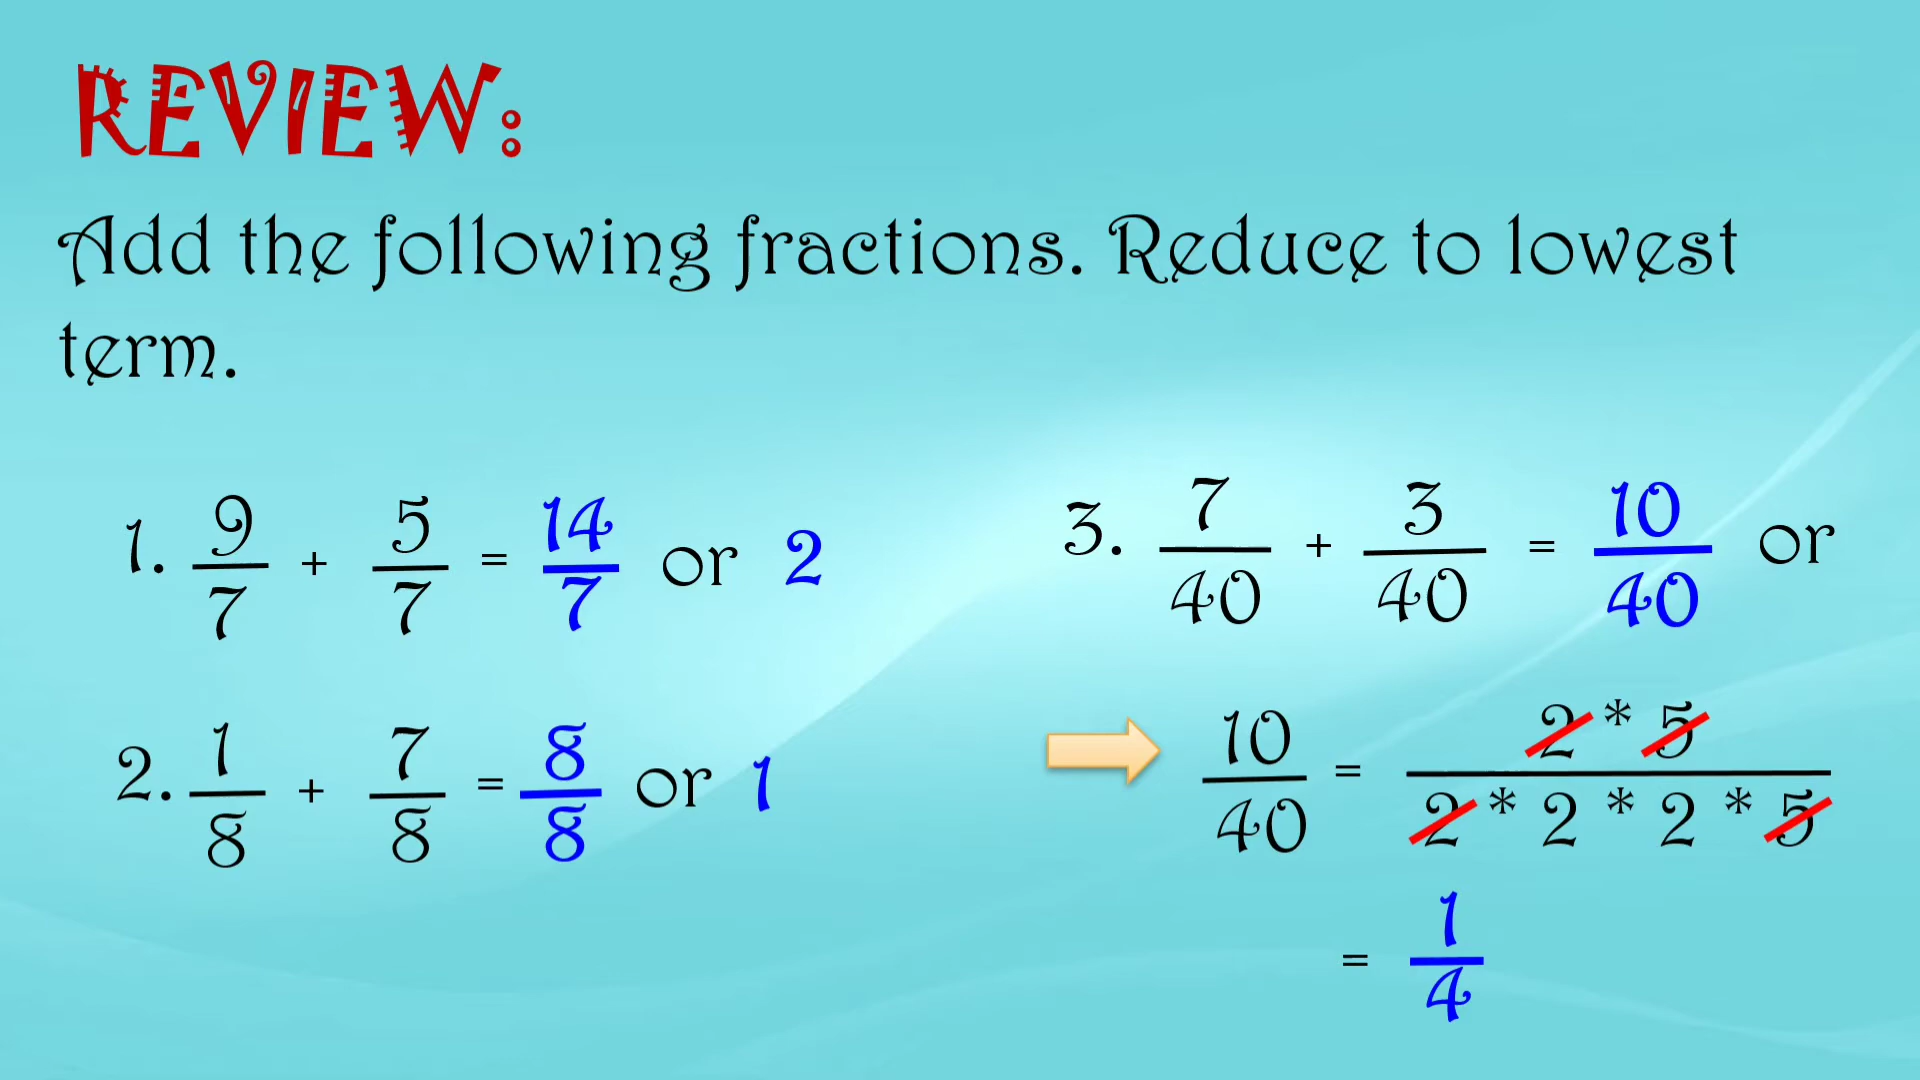 REVIEW:
Add the following fractions. Reduce to lowest
term.
1. 9/7 + 5/7 = 14/7 or 2
2. 1/8 + 7/8 = 8/8 or 1
3. 7/40 + 3/40 = 10/40 or
10/40 = 2 * 5 / 2 * 2 * 2 * 5
= 1/4